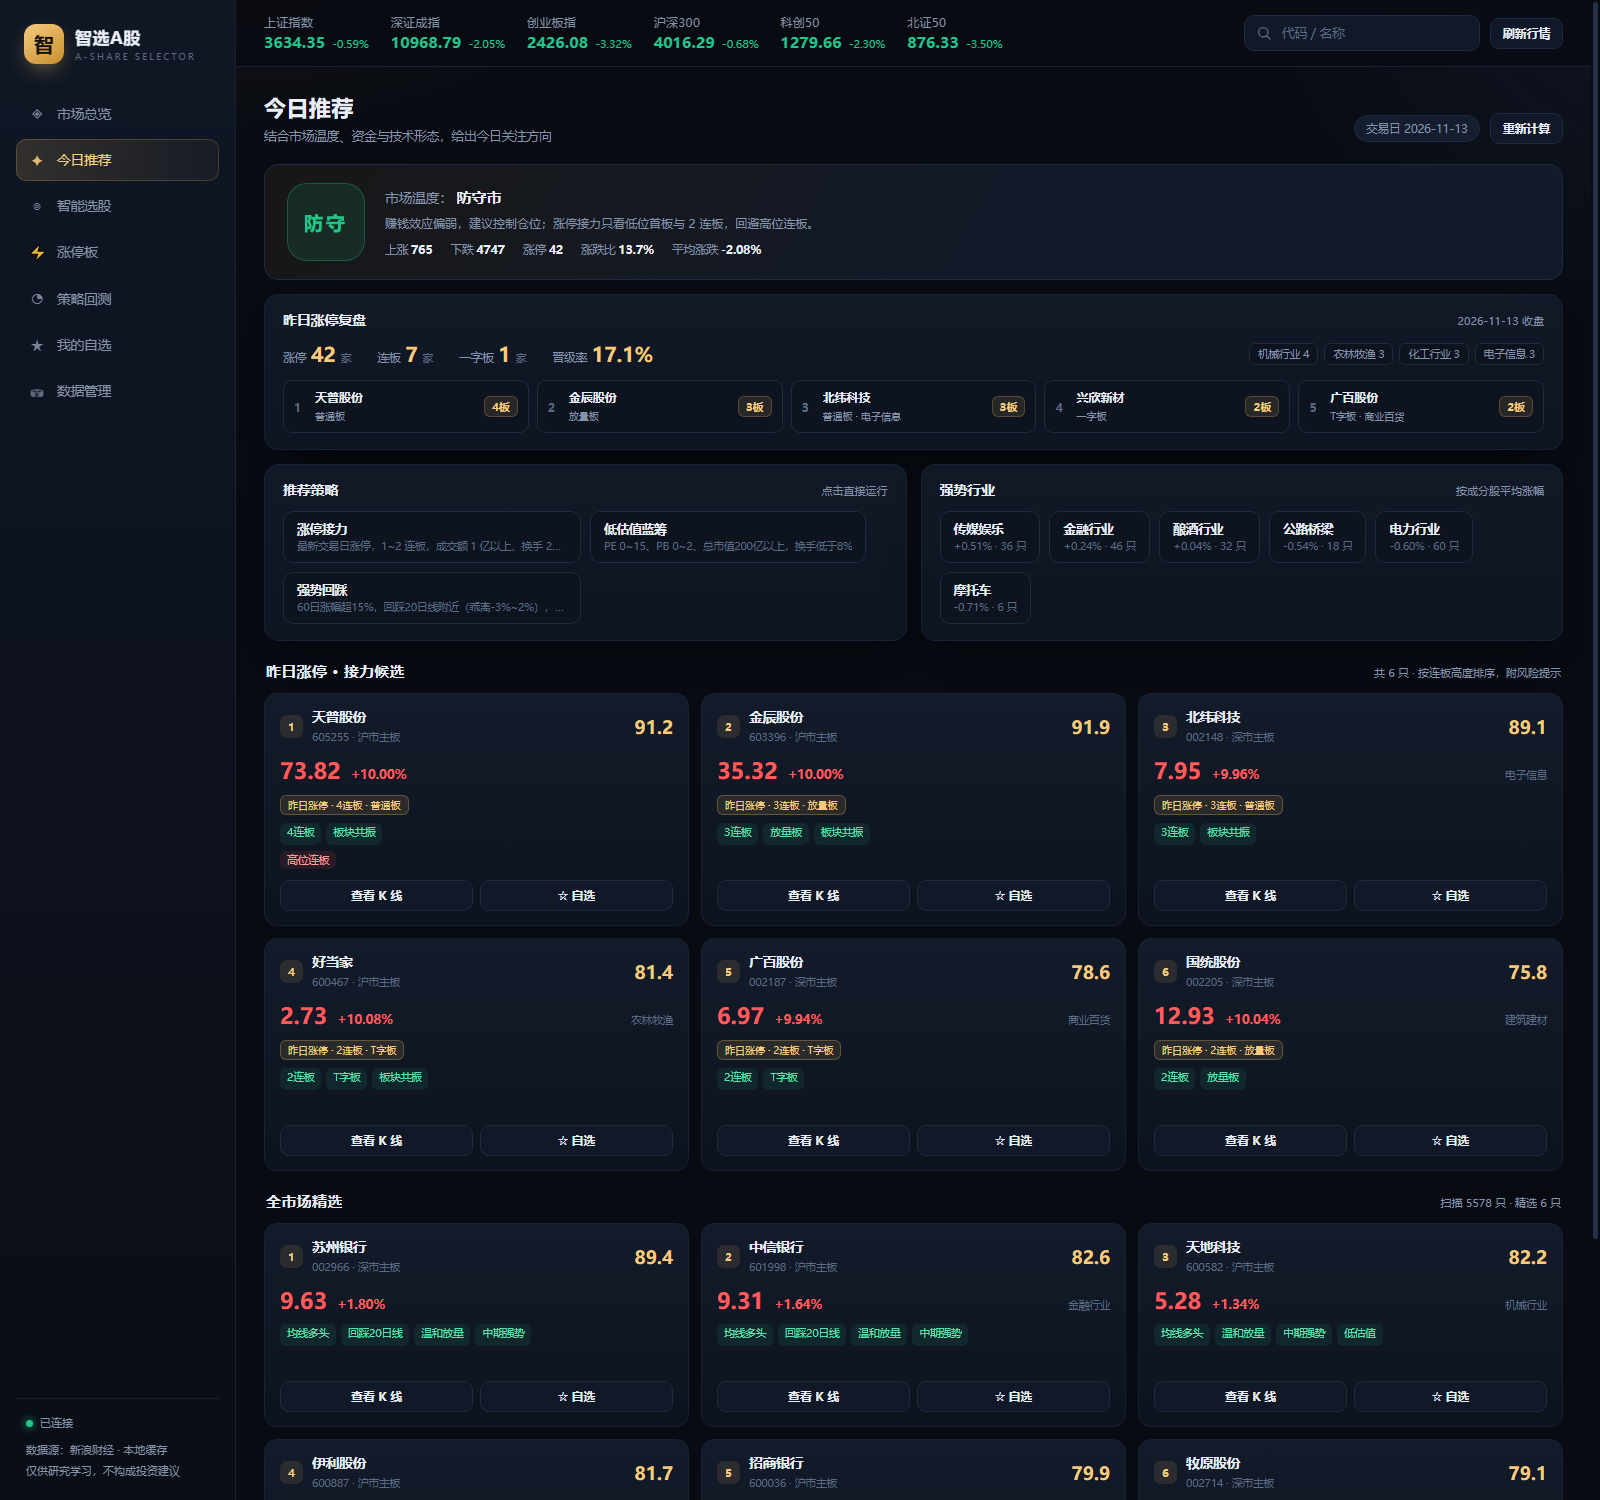 智
智选A股
A-SHARE SELECTOR
市场总览
今日推荐
智能选股
涨停板
策略回测
我的自选
数据管理
已连接
数据源：新浪财经 · 本地缓存
仅供研究学习，不构成投资建议
上证指数
3634.35 -0.59%
深证成指
10968.79 -2.05%
创业板指
2426.08 -3.32%
沪深300
4016.29 -0.68%
科创50
1279.66 -2.30%
北证50
876.33 -3.50%
代码 / 名称
刷新行情
今日推荐
结合市场温度、资金与技术形态，给出今日关注方向
交易日 2026-11-13
重新计算
防守
市场温度： 防守市
赚钱效应偏弱，建议控制仓位；涨停接力只看低位首板与 2 连板，回避高位连板。
上涨 765 下跌 4747 涨停 42 涨跌比 13.7% 平均涨跌 -2.08%
昨日涨停复盘
2026-11-13 收盘
涨停 42 家 连板 7 家 一字板 1 家 晋级率 17.1%
机械行业 4 农林牧渔 3 化工行业 3 电子信息 3
1 天普股份 4板
普通板
2 金辰股份 3板
放量板
3 北纬科技 3板
普通板 · 电子信息
4 兴欣新材 2板
一字板
5 广百股份 2板
T字板 · 商业百货
推荐策略
点击直接运行
涨停接力
最新交易日涨停，1~2 连板，成交额 1 亿以上、换手 2...
低估值蓝筹
PE 0~15、PB 0~2、总市值200亿以上，换手低于8%
强势回踩
60日涨幅超15%，回踩20日线附近（乖离-3%~2%），...
强势行业
按成分股平均涨幅
传媒娱乐
+0.51% · 36 只
金融行业
+0.24% · 46 只
酿酒行业
+0.04% · 32 只
公路桥梁
-0.54% · 18 只
电力行业
-0.60% · 60 只
摩托车
-0.71% · 6 只
昨日涨停 · 接力候选
共 6 只 · 按连板高度排序，附风险提示
1 天普股份 91.2
605255 · 沪市主板
73.82 +10.00%
昨日涨停 · 4连板 · 普通板
4连板 板块共振
高位连板
查看 K 线 ☆ 自选
2 金辰股份 91.9
603396 · 沪市主板
35.32 +10.00%
昨日涨停 · 3连板 · 放量板
3连板 放量板 板块共振
查看 K 线 ☆ 自选
3 北纬科技 89.1
002148 · 深市主板
7.95 +9.96% 电子信息
昨日涨停 · 3连板 · 普通板
3连板 板块共振
查看 K 线 ☆ 自选
4 好当家 81.4
600467 · 沪市主板
2.73 +10.08% 农林牧渔
昨日涨停 · 2连板 · T字板
2连板 T字板 板块共振
查看 K 线 ☆ 自选
5 广百股份 78.6
002187 · 深市主板
6.97 +9.94% 商业百货
昨日涨停 · 2连板 · T字板
2连板 T字板
查看 K 线 ☆ 自选
6 国统股份 75.8
002205 · 深市主板
12.93 +10.04% 建筑建材
昨日涨停 · 2连板 · 放量板
2连板 放量板
查看 K 线 ☆ 自选
全市场精选
扫描 5578 只 · 精选 6 只
1 苏州银行 89.4
002966 · 深市主板
9.63 +1.80%
均线多头 回踩20日线 温和放量 中期强势
查看 K 线 ☆ 自选
2 中信银行 82.6
601998 · 沪市主板
9.31 +1.64% 金融行业
均线多头 回踩20日线 温和放量 中期强势
查看 K 线 ☆ 自选
3 天地科技 82.2
600582 · 沪市主板
5.28 +1.34% 机械行业
均线多头 温和放量 中期强势 低估值
查看 K 线 ☆ 自选
4 伊利股份 81.7
600887 · 沪市主板
5 招商银行 79.9
600036 · 沪市主板
6 牧原股份 79.1
002714 · 深市主板